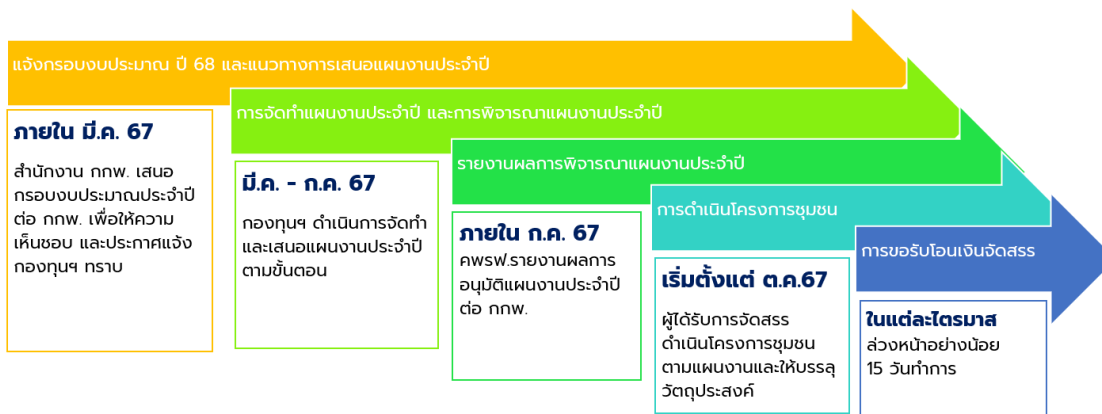 แจ้งกรอบงบประมาณ ปี 68 และแนวทางการเสนอแผนงานประจำปี
ภายใน มี.ค. 67
สำนักงาน กกพ. เสนอ
กรอบงบประมาณประจำปี
ต่อ กกพ. เพื่อให้ความ
เห็นชอบ และประกาศแจ้ง
กองทุนฯ ทราบ
การจัดทำแผนงานประจำปี และการพิจารณาแผนงานประจำปี
มี.ค. - ก.ค. 67
กองทุนฯ ดำเนินการจัดทำ
และเสนอแผนงานประจำปี
ตามขั้นตอน
รายงานผลการพิจารณาแผนงานประจำปี
ภายใน ก.ค. 67
คพรฟ.รายงานผลการ
อนุมัติแผนงานประจำปี
ต่อ กกพ.
การดำเนินโครงการชุมชน
เริ่มตั้งแต่ ต.ค.67
ผู้ได้รับการจัดสรร
ดำเนินโครงการชุมชน
ตามแผนงานและให้บรรลุ
วัตถุประสงค์
การขอรับโอนเงินจัดสรร
ในแต่ละไตรมาส
ล่วงหน้าอย่างน้อย
15 วันทำการ